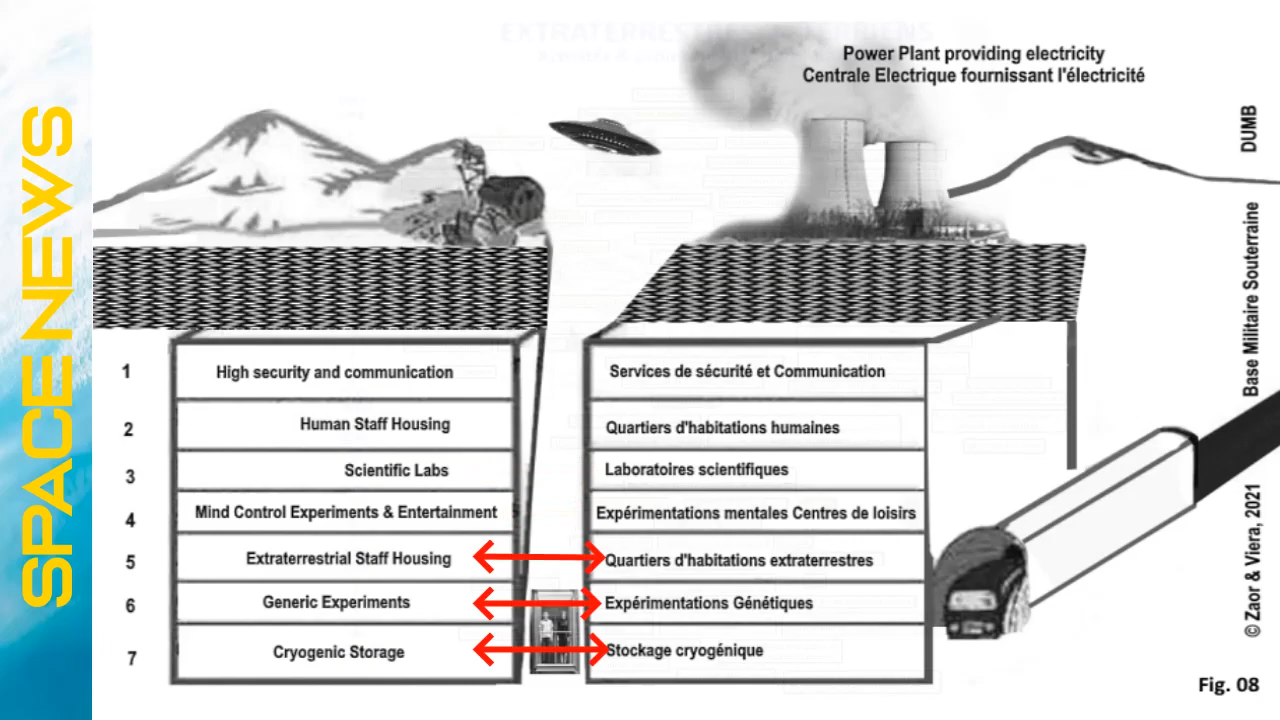 SPACE NEWS
EXTRATERRESTRES
Power Plant providing electricity
Centrale Electrique fournissant l'électricité
DUMB
Base Militaire Souterraine
© Zaor & Viera, 2021
1 High security and communication Services de sécurité et Communication
2 Human Staff Housing Quartiers d'habitations humaines
3 Scientific Labs Laboratoires scientifiques
4 Mind Control Experiments & Entertainment Expérimentations mentales Centres de loisirs
5 Extraterrestrial Staff Housing Quartiers d'habitations extraterrestres
6 Generic Experiments Expérimentations Génétiques
7 Cryogenic Storage Stockage cryogénique
Fig. 08